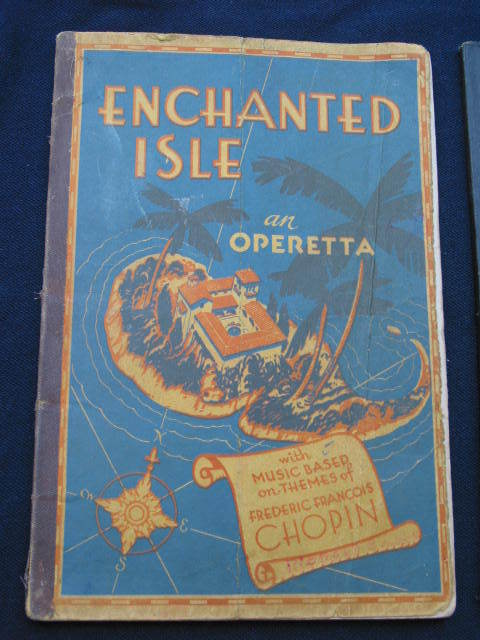 ENCHANTED
ISLE
an
OPERETTA
with
MUSIC BASED
on THEMES of
FREDERIC FRANCOIS
CHOPIN
N
E
S